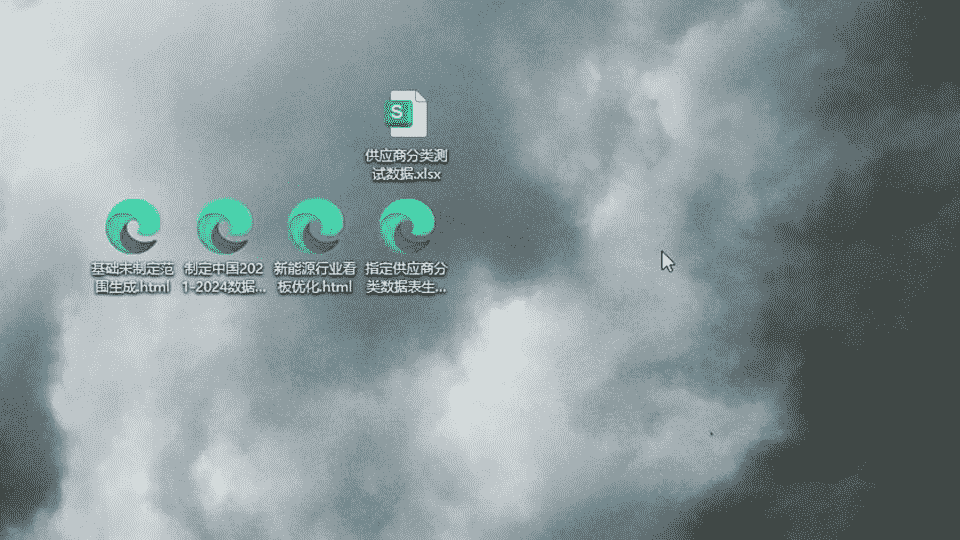 S
供应商分类测
试数据.xlsx
基础未制定范
围生成.html
制定中国202
1-2024数据...
新能源行业看
板优化.html
指定供应商分
类数据表生...